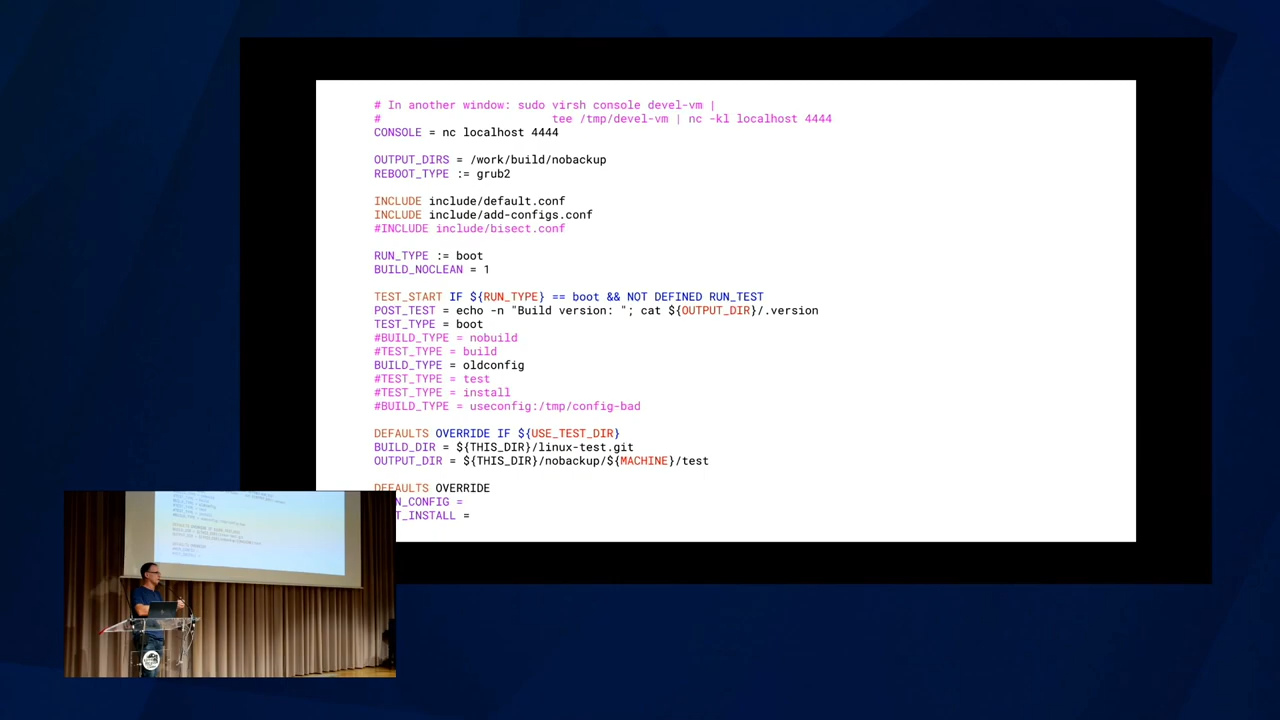 # In another window: sudo virsh console devel-vm |
# tee /tmp/devel-vm | nc -kl localhost 4444
CONSOLE = nc localhost 4444
OUTPUT_DIRS = /work/build/nobackup
REBOOT_TYPE := grub2
INCLUDE include/default.conf
INCLUDE include/add-configs.conf
#INCLUDE include/bisect.conf
RUN_TYPE := boot
BUILD_NOCLEAN = 1
TEST_START IF ${RUN_TYPE} == boot && NOT DEFINED RUN_TEST
POST_TEST = echo -n "Build version: "; cat ${OUTPUT_DIR}/.version
TEST_TYPE = boot
#BUILD_TYPE = nobuild
#TEST_TYPE = build
BUILD_TYPE = oldconfig
#TEST_TYPE = test
#TEST_TYPE = install
#BUILD_TYPE = useconfig:/tmp/config-bad
DEFAULTS OVERRIDE IF ${USE_TEST_DIR}
BUILD_DIR = ${THIS_DIR}/linux-test.git
OUTPUT_DIR = ${THIS_DIR}/nobackup/${MACHINE}/test
DEFAULTS OVERRIDE
N_CONFIG =
T_INSTALL =